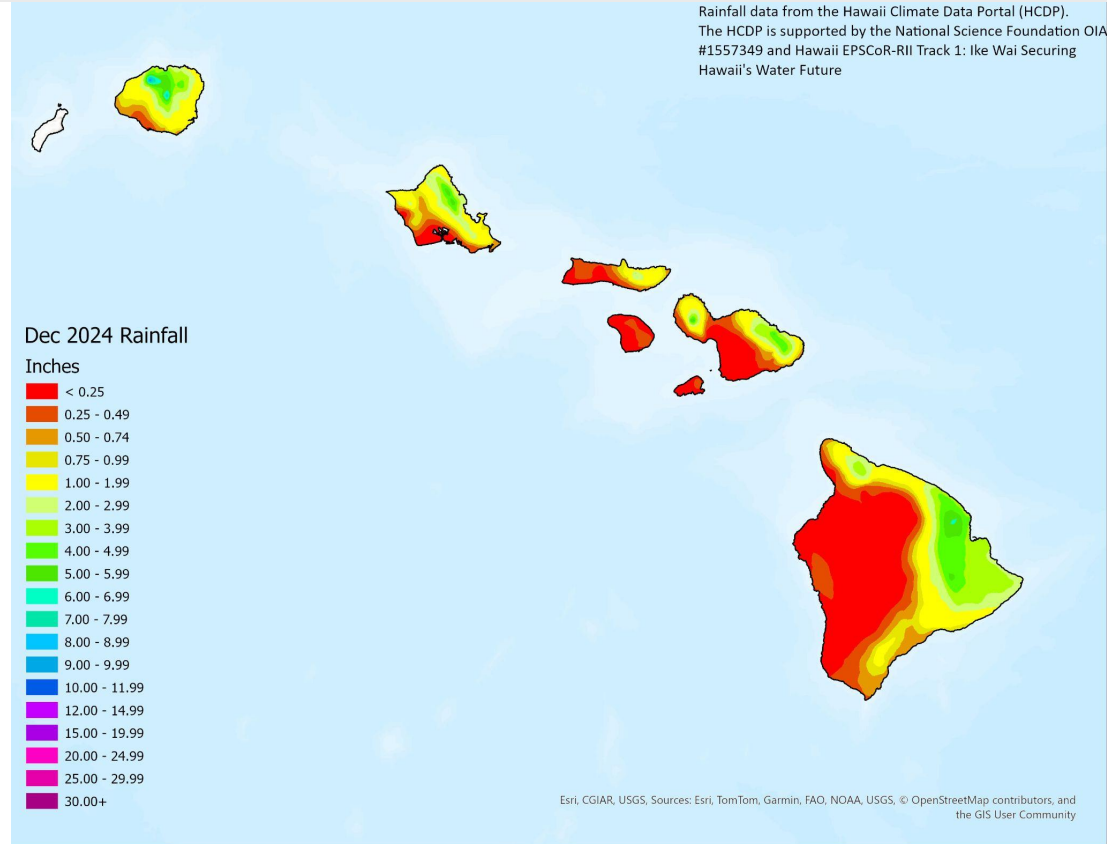 Rainfall data from the Hawaii Climate Data Portal (HCDP).
The HCDP is supported by the National Science Foundation OIA
#1557349 and Hawaii EPSCoR-RII Track 1: Ike Wai Securing
Hawaii's Water Future
Dec 2024 Rainfall
Inches
< 0.25
0.25 - 0.49
0.50 - 0.74
0.75 - 0.99
1.00 - 1.99
2.00 - 2.99
3.00 - 3.99
4.00 - 4.99
5.00 - 5.99
6.00 - 6.99
7.00 - 7.99
8.00 - 8.99
9.00 - 9.99
10.00 - 11.99
12.00 - 14.99
15.00 - 19.99
20.00 - 24.99
25.00 - 29.99
30.00+
Esri, CGIAR, USGS, Sources: Esri, TomTom, Garmin, FAO, NOAA, USGS, © OpenStreetMap contributors, and
the GIS User Community